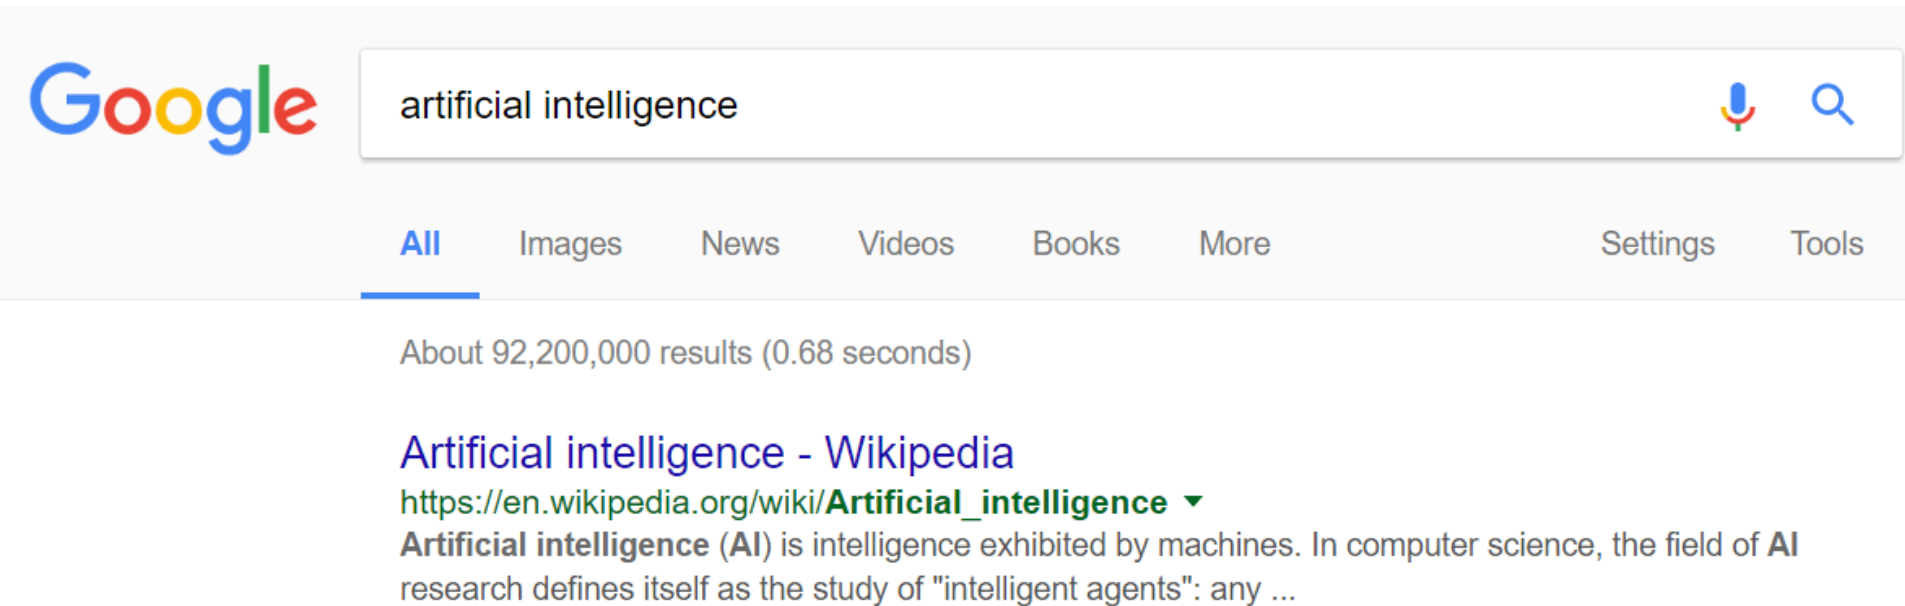 Google
artificial intelligence
All Images News Videos Books More Settings Tools
About 92,200,000 results (0.68 seconds)
Artificial intelligence - Wikipedia
https://en.wikipedia.org/wiki/Artificial_intelligence
Artificial intelligence (AI) is intelligence exhibited by machines. In computer science, the field of AI
research defines itself as the study of "intelligent agents": any ...